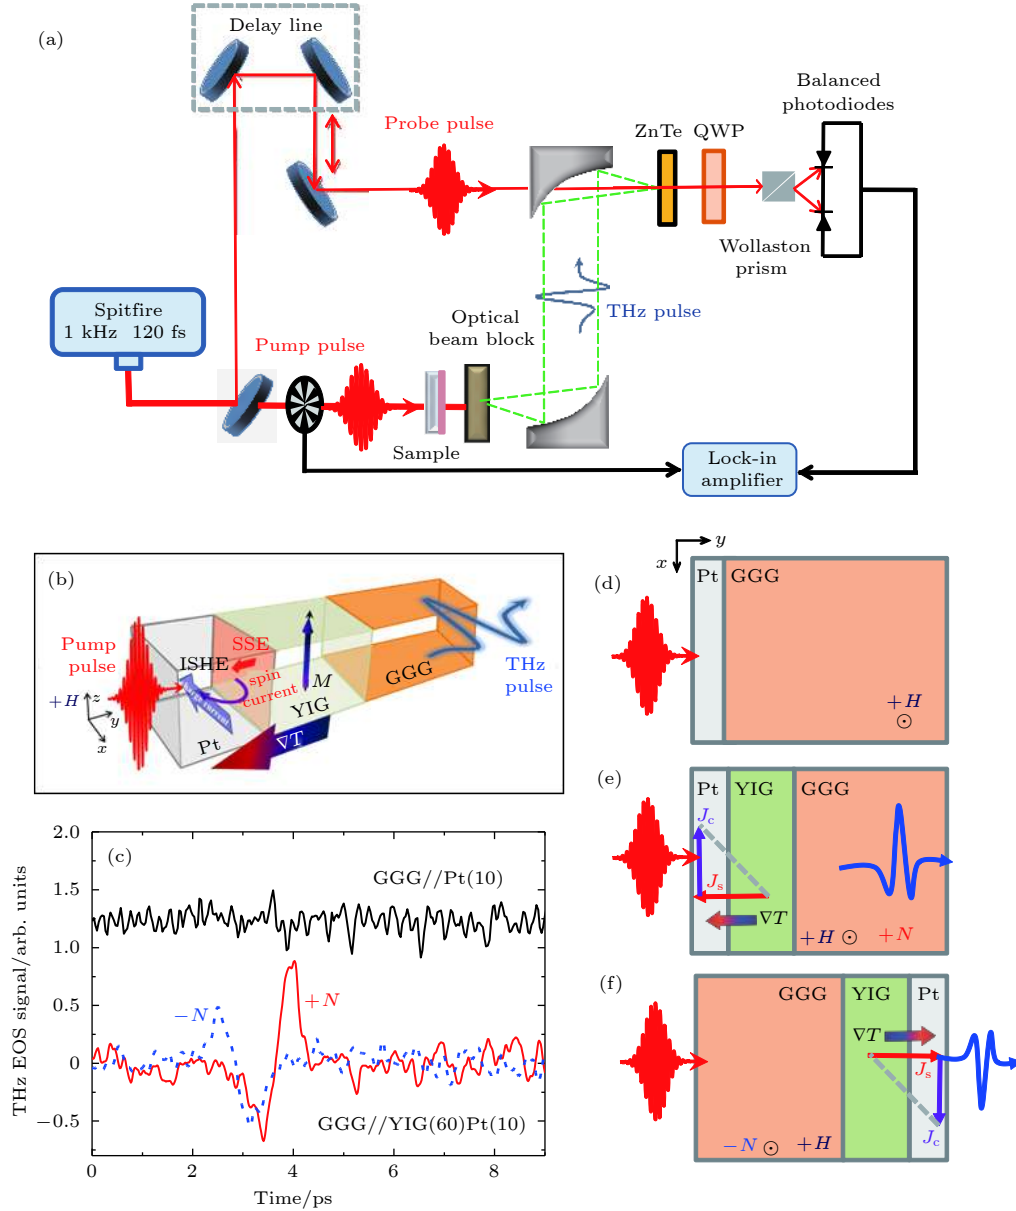 (a)
Delay line
Probe pulse
ZnTe
QWP
Balanced
photodiodes
Wollaston
prism
Spitfire
1 kHz 120 fs
Pump pulse
Optical
beam block
THz pulse
Sample
Lock-in
amplifier
(b)
Pump
pulse
ISHE
SSE
spin
current
M
YIG
GGG
THz
pulse
+H
z
y
x
Pt
∇T
(c)
THz EOS signal/arb. units
2.0
1.5
1.0
0.5
0
−0.5
GGG//Pt(10)
−N
+N
GGG//YIG(60)Pt(10)
0
2
4
6
8
Time/ps
x
y
(d)
Pt
GGG
+H
(e)
Pt
YIG
GGG
Jc
Js
∇T
+H
+N
(f)
GGG
YIG
Pt
∇T
Js
Jc
−N
+H